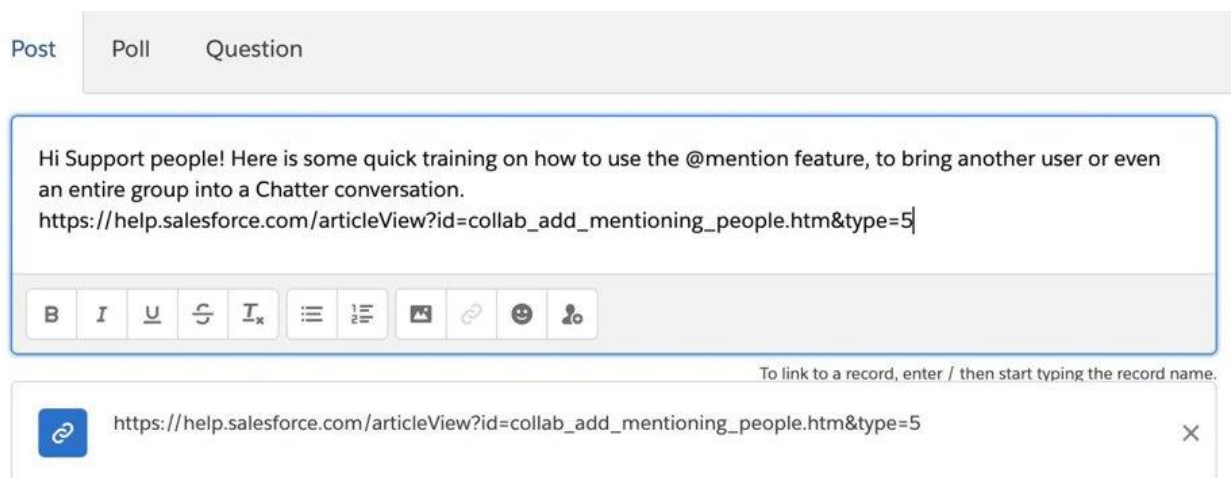 Post Poll Question
Hi Support people! Here is some quick training on how to use the @mention feature, to bring another user or even
an entire group into a Chatter conversation.
https://help.salesforce.com/articleView?id=collab_add_mentioning_people.htm&type=5
B I U S Tx
To link to a record, enter / then start typing the record name.
https://help.salesforce.com/articleView?id=collab_add_mentioning_people.htm&type=5